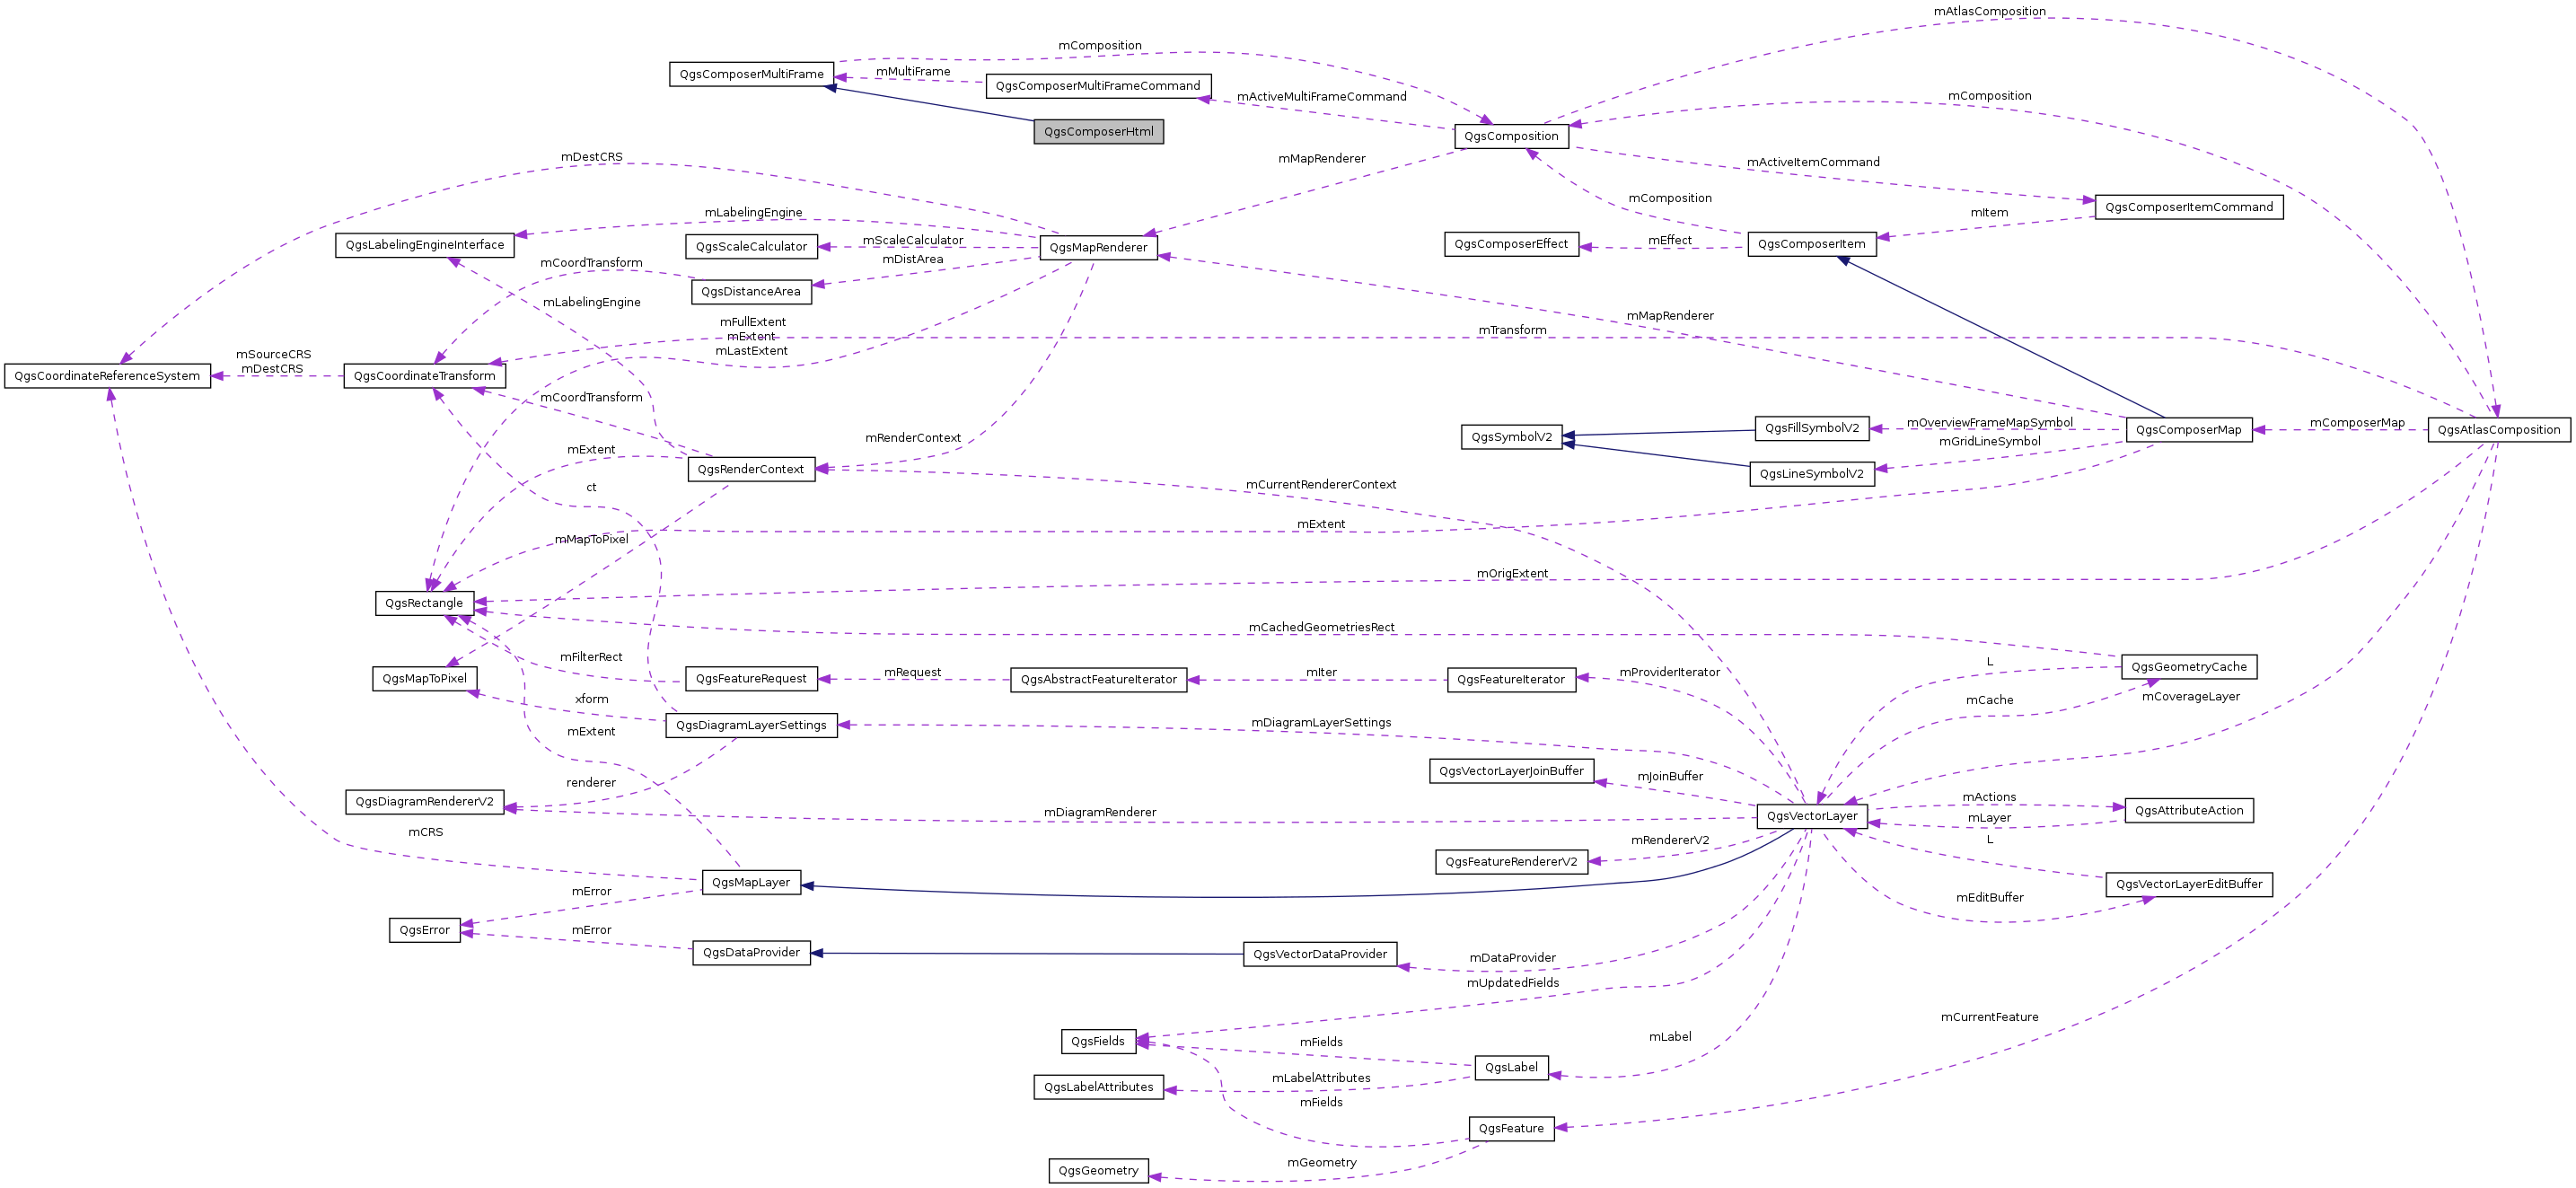 mAtlasComposition
mComposition
QgsComposerMultiFrame
mMultiFrame
QgsComposerMultiFrameCommand
mActiveMultiFrameCommand
mComposition
QgsComposerHtml
QgsComposition
mDestCRS
mMapRenderer
mActiveItemCommand
mLabelingEngine
mComposition
mItem
QgsComposerItemCommand
QgsLabelingEngineInterface
QgsScaleCalculator
mScaleCalculator
QgsMapRenderer
QgsComposerEffect
mEffect
QgsComposerItem
mCoordTransform
mDistArea
QgsDistanceArea
mLabelingEngine
mFullExtent
mExtent
mLastExtent
mMapRenderer
mTransform
mSourceCRS
mDestCRS
QgsCoordinateReferenceSystem
QgsCoordinateTransform
mCoordTransform
mRenderContext
QgsSymbolV2
QgsFillSymbolV2
mOverviewFrameMapSymbol
mGridLineSymbol
QgsComposerMap
mComposerMap
QgsAtlasComposition
mExtent
QgsRenderContext
QgsLineSymbolV2
ct
mCurrentRendererContext
mExtent
mMapToPixel
mOrigExtent
QgsRectangle
mCachedGeometriesRect
mFilterRect
QgsMapToPixel
QgsFeatureRequest
mRequest
QgsAbstractFeatureIterator
mIter
QgsFeatureIterator
mProviderIterator
L
QgsGeometryCache
xform
mCache
mCoverageLayer
QgsDiagramLayerSettings
mDiagramLayerSettings
mExtent
QgsVectorLayerJoinBuffer
mJoinBuffer
renderer
QgsDiagramRendererV2
mDiagramRenderer
QgsVectorLayer
mActions
mLayer
QgsAttributeAction
mCRS
mRendererV2
L
QgsFeatureRendererV2
QgsMapLayer
mError
QgsVectorLayerEditBuffer
mEditBuffer
QgsError
mError
QgsDataProvider
QgsVectorDataProvider
mDataProvider
mUpdatedFields
mCurrentFeature
QgsFields
mFields
mLabel
QgsLabel
QgsLabelAttributes
mLabelAttributes
mFields
QgsFeature
QgsGeometry
mGeometry